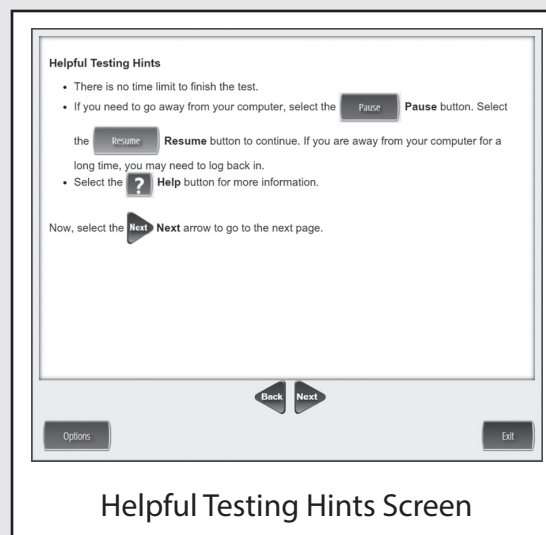 Helpful Testing Hints
• There is no time limit to finish the test.
• If you need to go away from your computer, select the Pause Pause button. Select
the Resume Resume button to continue. If you are away from your computer for a
long time, you may need to log back in.
• Select the ? Help button for more information.
Now, select the Next Next arrow to go to the next page.
Back Next
Options Exit
Helpful Testing Hints Screen